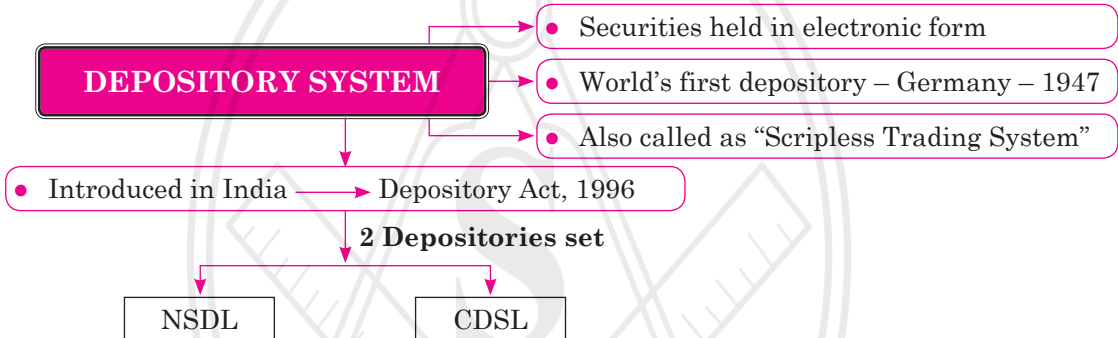 • Securities held in electronic form
DEPOSITORY SYSTEM
• World's first depository – Germany – 1947
• Also called as “Scripless Trading System”
• Introduced in India Depository Act, 1996
2 Depositories set
NSDL CDSL
S